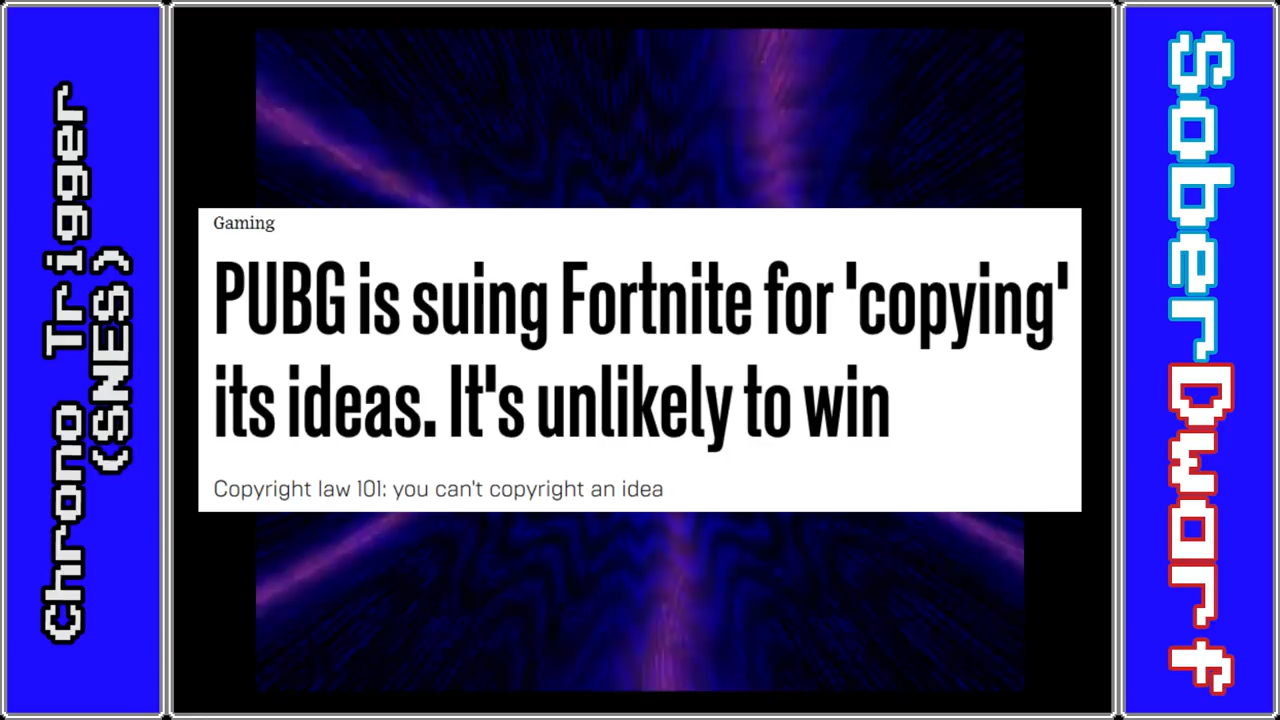 Chrono Trigger
(SNES)
Gaming
PUBG is suing Fortnite for 'copying'
its ideas. It's unlikely to win
Copyright law 101: you can't copyright an idea
SoberDwarf